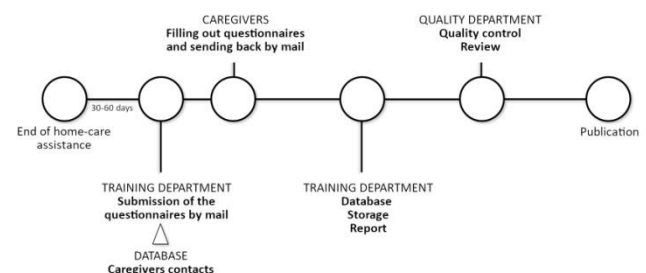 CAREGIVERS
Filling out questionnaires
and sending back by mail
QUALITY DEPARTMENT
Quality control
Review
30-60 days
End of home-care
assistance
Publication
TRAINING DEPARTMENT
Submission of the
questionnaires by mail
DATABASE
Caregivers contacts
TRAINING DEPARTMENT
Database
Storage
Report